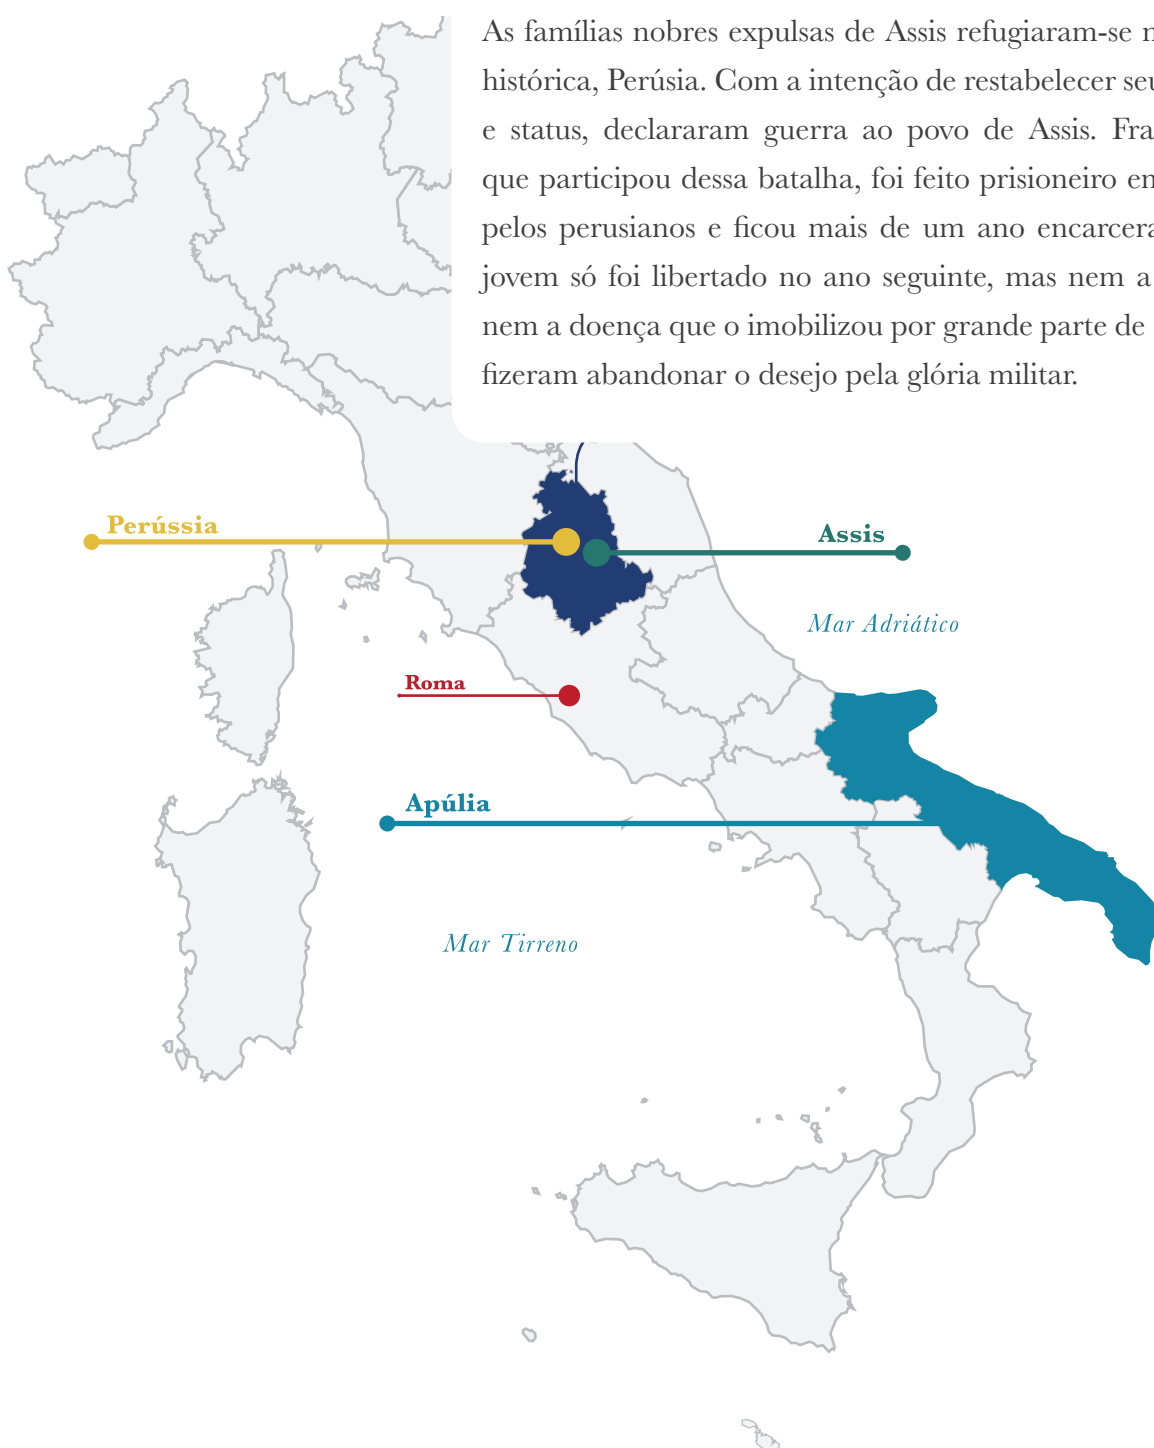 As famílias nobres expulsas de Assis refugiaram-se
histórica, Perúsia. Com a intenção de restabelecer seu
e status, declararam guerra ao povo de Assis. Fra
que participou dessa batalha, foi feito prisioneiro em
pelos perusianos e ficou mais de um ano encarcera
jovem só foi libertado no ano seguinte, mas nem a
nem a doença que o imobilizou por grande parte de
fizeram abandonar o desejo pela glória militar.
Perússia
Assis
Mar Adriático
Roma
Apúlia
Mar Tirreno